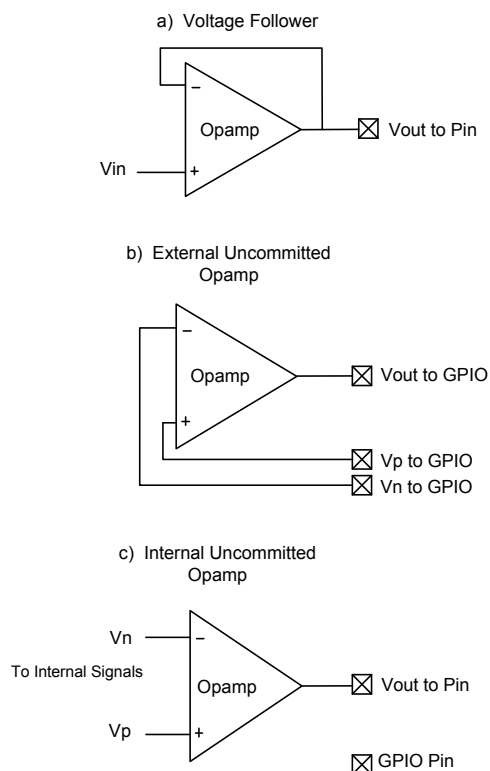 a)  Voltage Follower
−
Opamp
Vout to Pin
Vin
+
b)  External Uncommitted
Opamp
−
Opamp
Vout to GPIO
+
Vp to GPIO
Vn to GPIO
c)  Internal Uncommitted
Opamp
Vn
−
To Internal Signals
Opamp
Vout to Pin
Vp
+
GPIO Pin